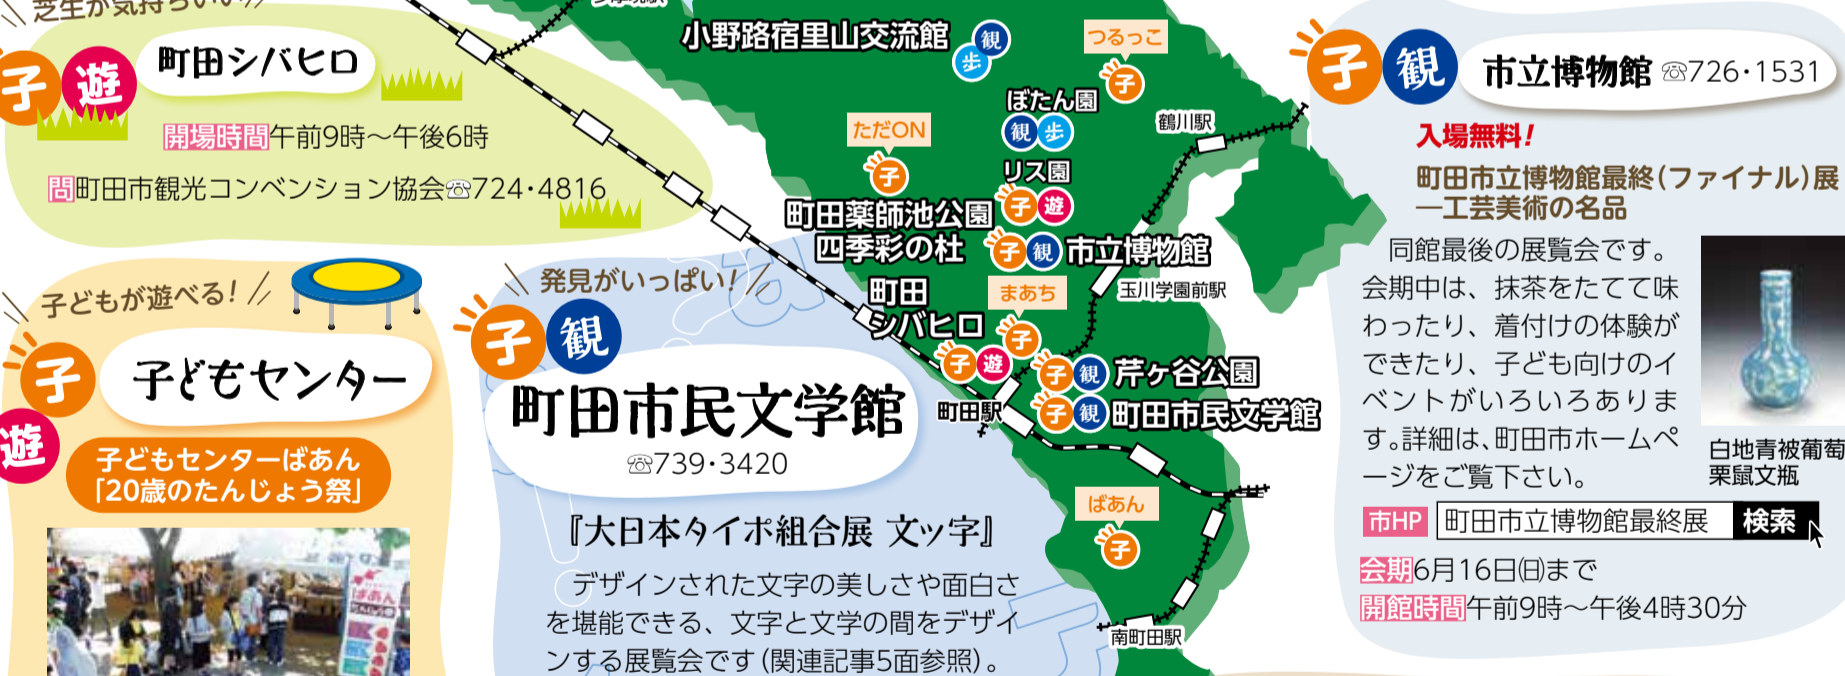 芝生が気持ちいい
子
遊
町田シバヒロ
開場時間午前9時～午後6時
問町田市観光コンベンション協会☎724・4816
子どもが遊べる！
子
遊
子どもセンター
子どもセンターばあん
「20歳のたんじょう祭」
ばあん
発見がいっぱい！
子
観
町田市民文学館
☎739・3420
『大日本タイポ組合展 文ッ字』
デザインされた文字の美しさや面白さ
を堪能できる、文字と文学の間をデザイ
ンする展覧会です（関連記事5面参照）。
小野路宿里山交流館
観
歩
つるっこ
子
ぼたん園
観
歩
鶴川駅
ただON
子
リス園
子
遊
町田薬師池公園
四季彩の杜
子
観
市立博物館
玉川学園前駅
町田
シバヒロ
子
遊
まあち
子
子
観
芹ヶ谷公園
町田駅
子
観
町田市民文学館
ばあん
子
南町田駅
子
観
市立博物館 ☎726・1531
入場無料！
町田市立博物館最終（ファイナル）展
―工芸美術の名品
同館最後の展覧会です。
会期中は、抹茶をたてて味
わったり、着付けの体験が
できたり、子ども向けのイ
ベントがいろいろありま
す。詳細は、町田市ホームペ
ージをご覧下さい。
白地青被葡萄
栗鼠文瓶
市HP 町田市立博物館最終展 検索
会期6月16日㈰まで
開館時間午前9時～午後4時30分